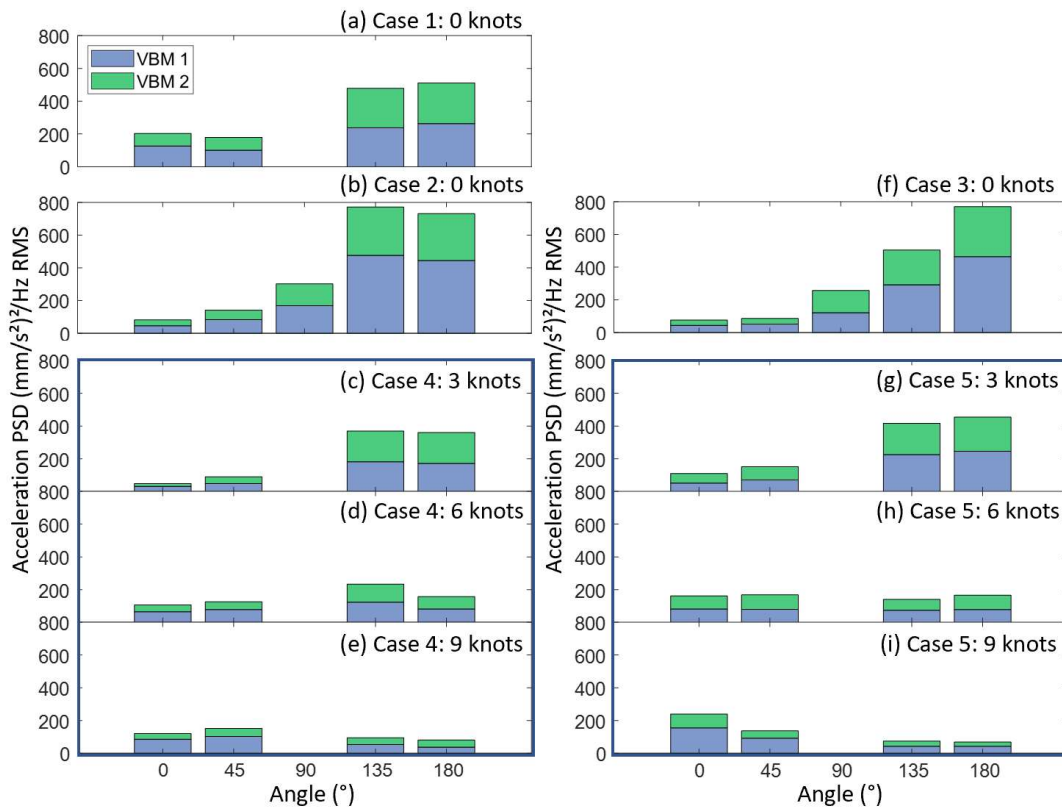 (a) Case 1: 0 knots
800
600
400
200
0
VBM 1
VBM 2
(b) Case 2: 0 knots
800
600
400
200
0
(c) Case 4: 3 knots
800
600
400
200
(d) Case 4: 6 knots
800
600
400
200
(e) Case 4: 9 knots
800
600
400
200
0
0 45 90 135 180
Angle (°)
Acceleration PSD (mm/s²)²/Hz RMS
(f) Case 3: 0 knots
800
600
400
200
0
(g) Case 5: 3 knots
800
600
400
200
(h) Case 5: 6 knots
800
600
400
200
(i) Case 5: 9 knots
800
600
400
200
0
0 45 90 135 180
Angle (°)
Acceleration PSD (mm/s²)²/Hz RMS